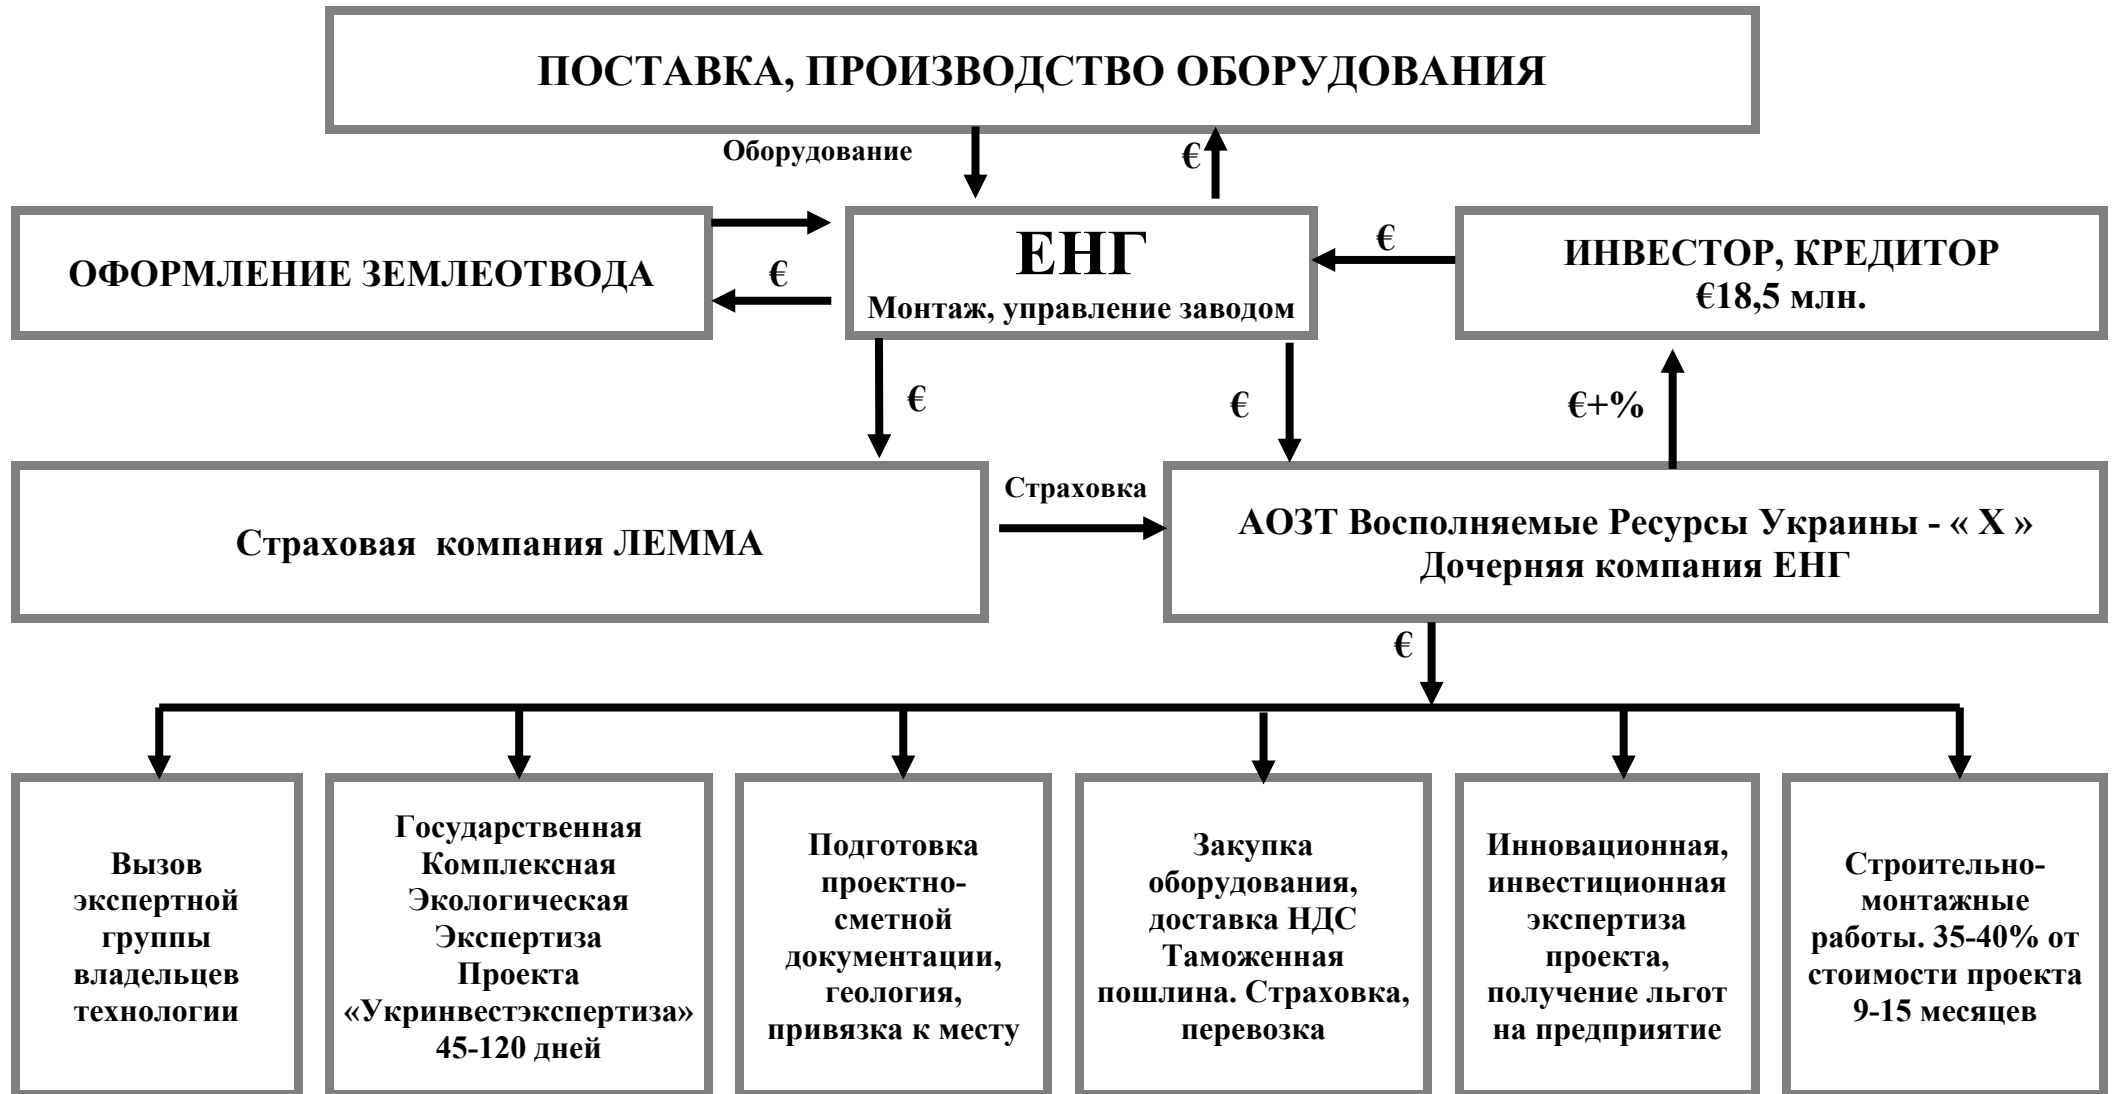 ПОСТАВКА, ПРОИЗВОДСТВО ОБОРУДОВАНИЯ
Оборудование
€
ОФОРМЛЕНИЕ ЗЕМЛЕОТВОДА
€
ЕНГ
Монтаж, управление заводом
€
ИНВЕСТОР, КРЕДИТОР
€18,5 млн.
€
€
€+%
Страховая компания ЛЕММА
Страховка
АОЗТ Восполняемые Ресурсы Украины - « Х »
Дочерняя компания ЕНГ
€
Вызов
экспертной
группы
владельцев
технологии
Государственная
Комплексная
Экологическая
Экспертиза
Проекта
«Укринвестэкспертиза»
45-120 дней
Подготовка
проектно-
сметной
документации,
геология,
привязка к месту
Закупка
оборудования,
доставка НДС
Таможенная
пошлина. Страховка,
перевозка
Инновационная,
инвестиционная
экспертиза
проекта,
получение льгот
на предприятие
Строительно-
монтажные
работы. 35-40% от
стоимости проекта
9-15 месяцев